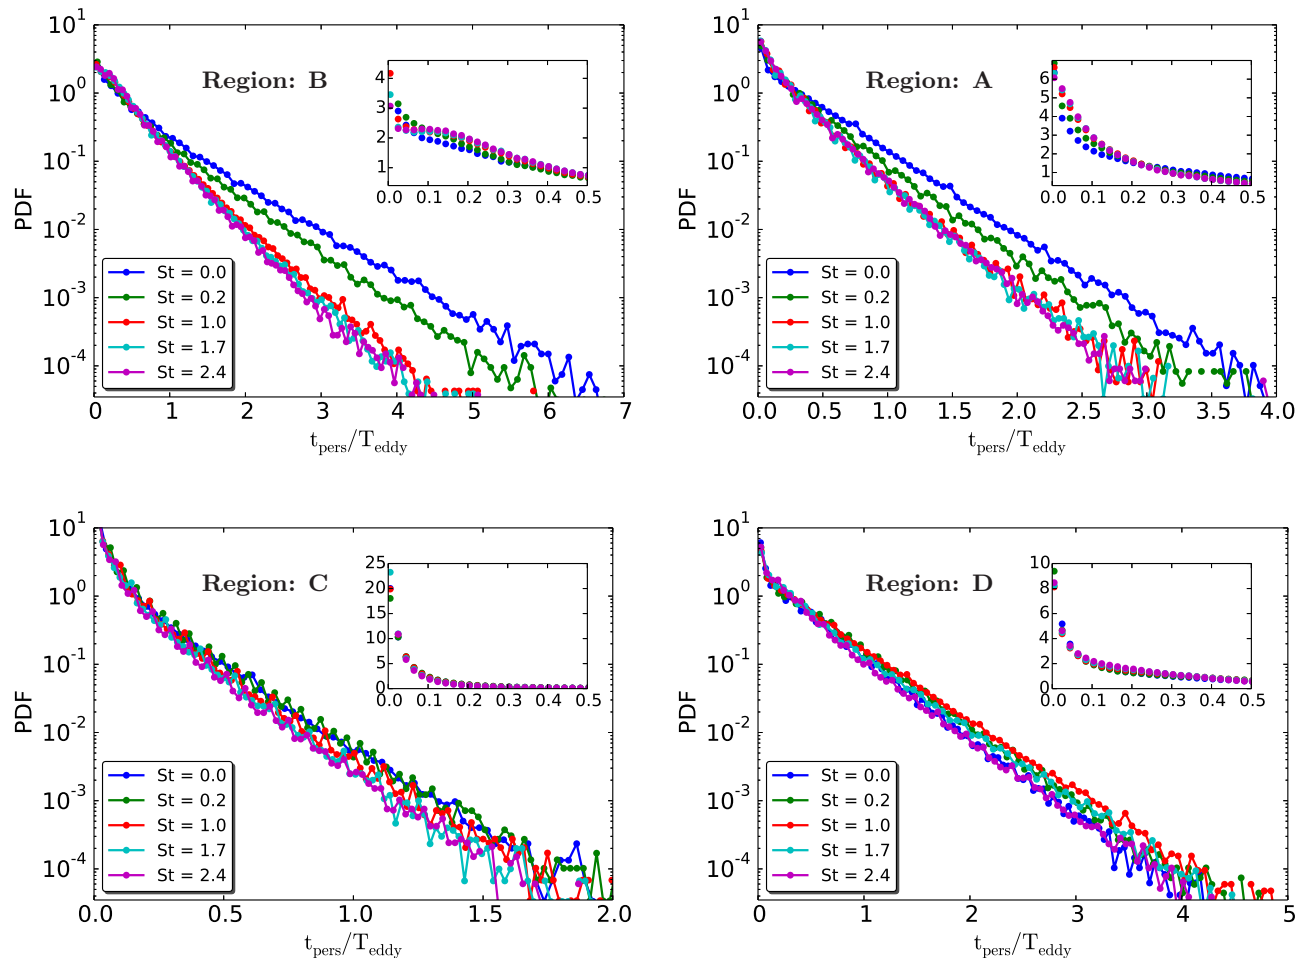 Region: B
PDF
10^1
10^0
10^-1
10^-2
10^-3
10^-4
0 1 2 3 4 5 6 7
t_pers/T_eddy
4
3
2
1
0.0 0.1 0.2 0.3 0.4 0.5
St = 0.0
St = 0.2
St = 1.0
St = 1.7
St = 2.4
Region: A
PDF
10^1
10^0
10^-1
10^-2
10^-3
10^-4
0.0 0.5 1.0 1.5 2.0 2.5 3.0 3.5 4.0
t_pers/T_eddy
6
5
4
3
2
1
0.0 0.1 0.2 0.3 0.4 0.5
St = 0.0
St = 0.2
St = 1.0
St = 1.7
St = 2.4
Region: C
PDF
10^1
10^0
10^-1
10^-2
10^-3
10^-4
0.0 0.5 1.0 1.5 2.0
t_pers/T_eddy
25
20
15
10
5
0
0.0 0.1 0.2 0.3 0.4 0.5
St = 0.0
St = 0.2
St = 1.0
St = 1.7
St = 2.4
Region: D
PDF
10^1
10^0
10^-1
10^-2
10^-3
10^-4
0 1 2 3 4 5
t_pers/T_eddy
10
8
6
4
2
0
0.0 0.1 0.2 0.3 0.4 0.5
St = 0.0
St = 0.2
St = 1.0
St = 1.7
St = 2.4